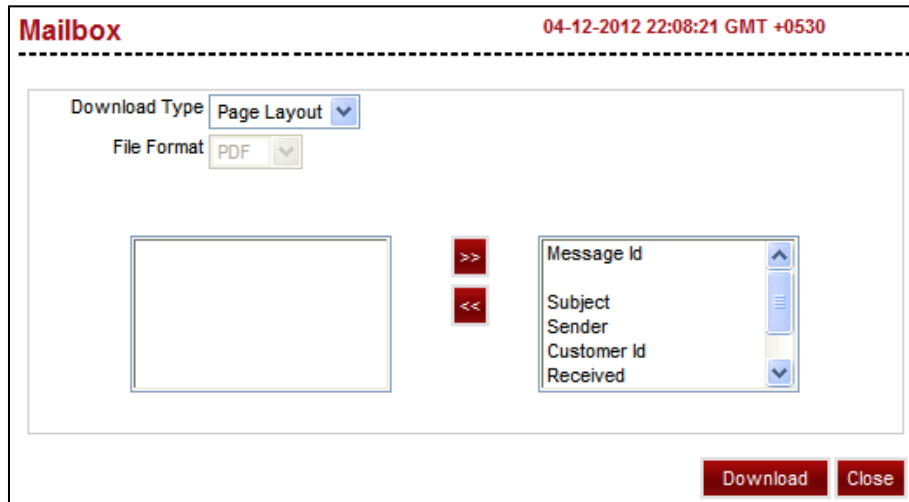 Mailbox
04-12-2012 22:08:21 GMT +0530
Download Type Page Layout
File Format PDF
>>
<<
Message Id
Subject
Sender
Customer Id
Received
Download Close